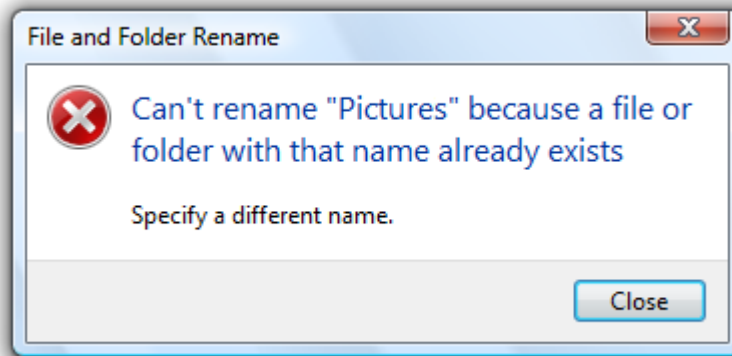 File and Folder Rename
Can't rename "Pictures" because a file or
folder with that name already exists
Specify a different name.
Close